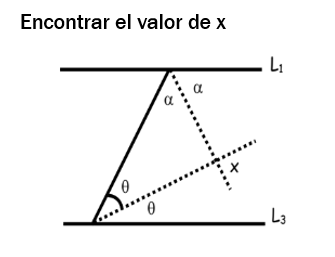 Encontrar el valor de x
L₁
α
α
x
θ
θ
L₃